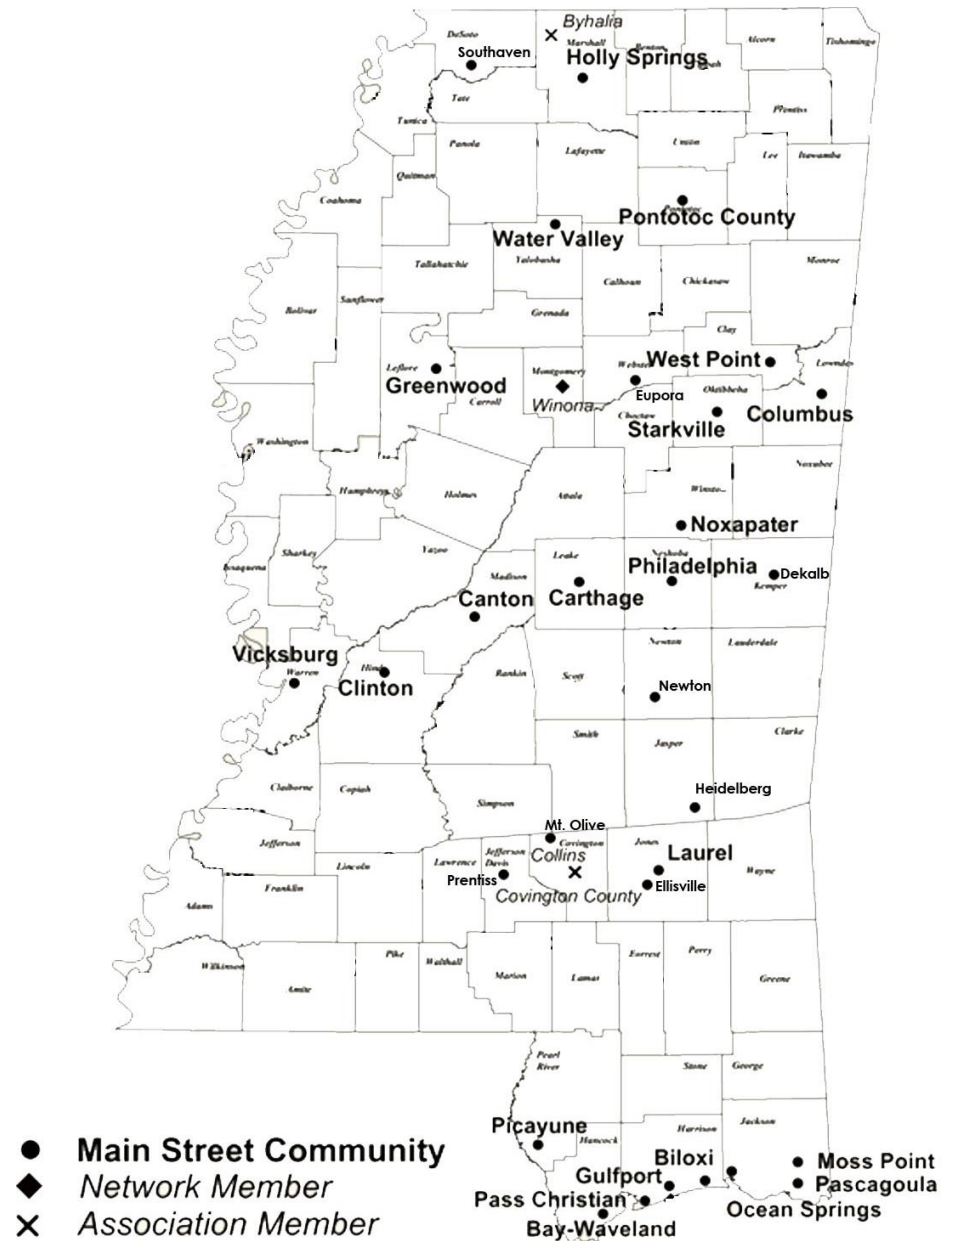 Byhalia
DeSoto
Marshall
Benton
Alcorn
Tishomingo
Southaven
Holly Springs
Tate
Prentiss
Tunica
Panola
Lafayette
Union
Lee
Itawamba
Quitman
Coahoma
Pontotoc
Pontotoc County
Water Valley
Tallahatchie
Yalobusha
Monroe
Calhoun
Chickasaw
Sunflower
Bolivar
Grenada
Clay
West Point
Lowndes
Leflore
Greenwood
Montgomery
Webster
Winona
Eupora
Oktibbeha
Carroll
Choctaw
Starkville
Columbus
Washington
Noxubee
Humphreys
Holmes
Attala
Winsto
Noxapater
Sharkey
Yazoo
Leake
Neshoba
Issaquena
Madison
Philadelphia
Dekalb
Kemper
Canton
Carthage
Vicksburg
Warren
Hinds
Clinton
Rankin
Scott
Newton
Lauderdale
Newton
Smith
Jasper
Clarke
Claiborne
Copiah
Simpson
Heidelberg
Mt. Olive
Jefferson
Lincoln
Lawrence
Jefferson
Davis
Covington
Collins
Jones
Laurel
Wayne
Prentiss
Ellisville
Covington County
Franklin
Adams
Wilkinson
Amite
Pike
Walthall
Marion
Lamar
Forrest
Perry
Greene
Pearl
River
Stone
George
Picayune
Hancock
Harrison
Jackson
Biloxi
Moss Point
Gulfport
Pascagoula
Pass Christian
Ocean Springs
Bay-Waveland
Main Street Community
Network Member
Association Member